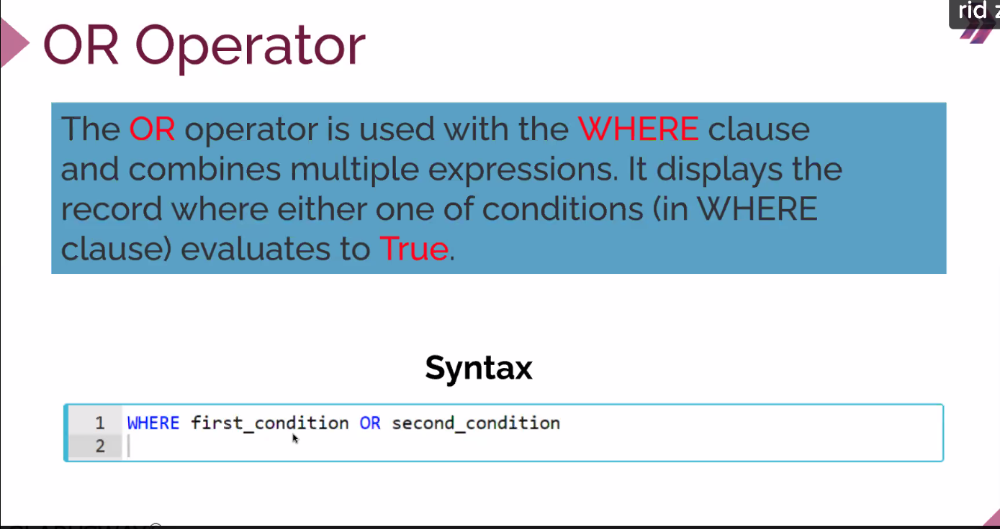 rid
OR Operator
The OR operator is used with the WHERE clause
and combines multiple expressions. It displays the
record where either one of conditions (in WHERE
clause) evaluates to True.
Syntax
1 WHERE first_condition OR second_condition
2